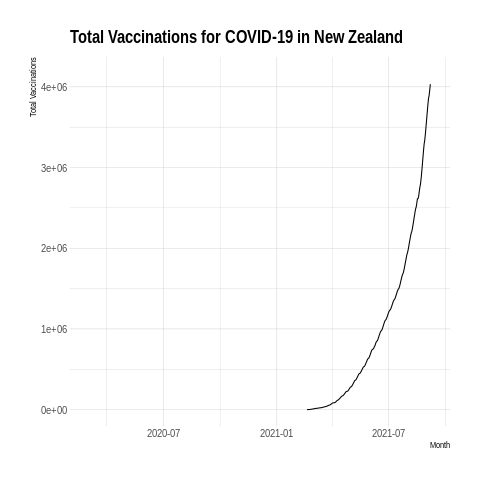 Total Vaccinations for COVID-19 in New Zealand
Total Vaccinations
4e+06
3e+06
2e+06
1e+06
0e+00
2020-07 2021-01 2021-07
Month